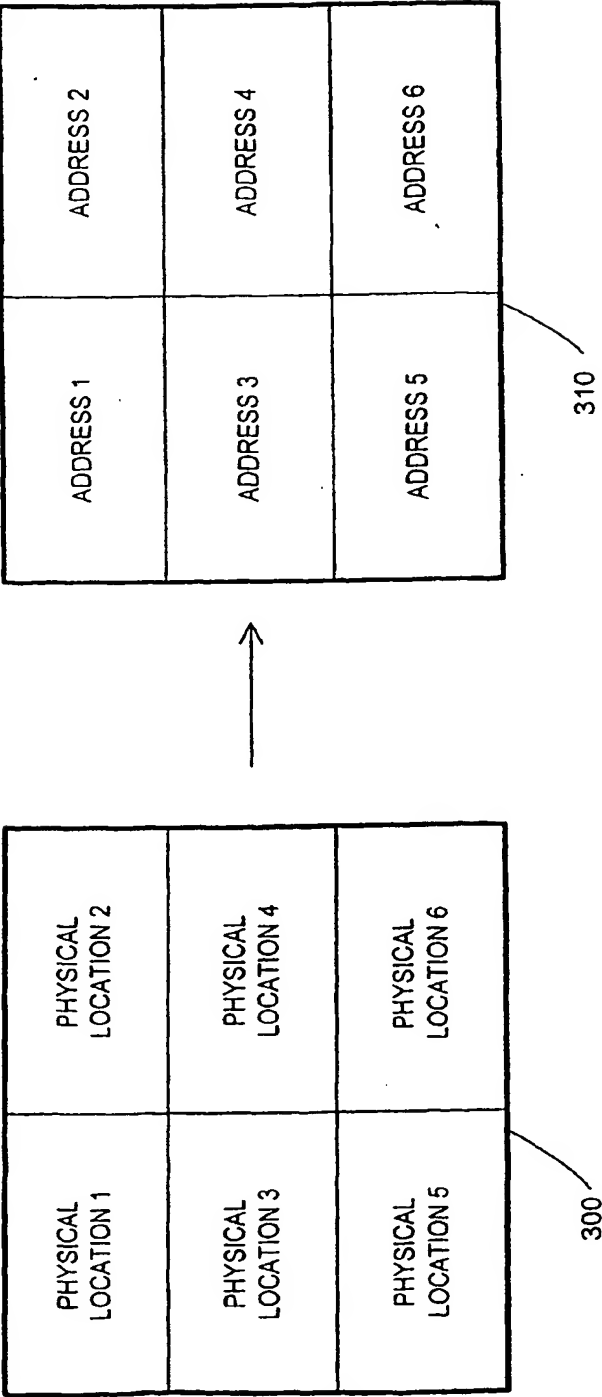 PHYSICAL
LOCATION 1
PHYSICAL
LOCATION 2
PHYSICAL
LOCATION 3
PHYSICAL
LOCATION 4
PHYSICAL
LOCATION 5
PHYSICAL
LOCATION 6
300
ADDRESS 1
ADDRESS 2
ADDRESS 3
ADDRESS 4
ADDRESS 5
ADDRESS 6
310